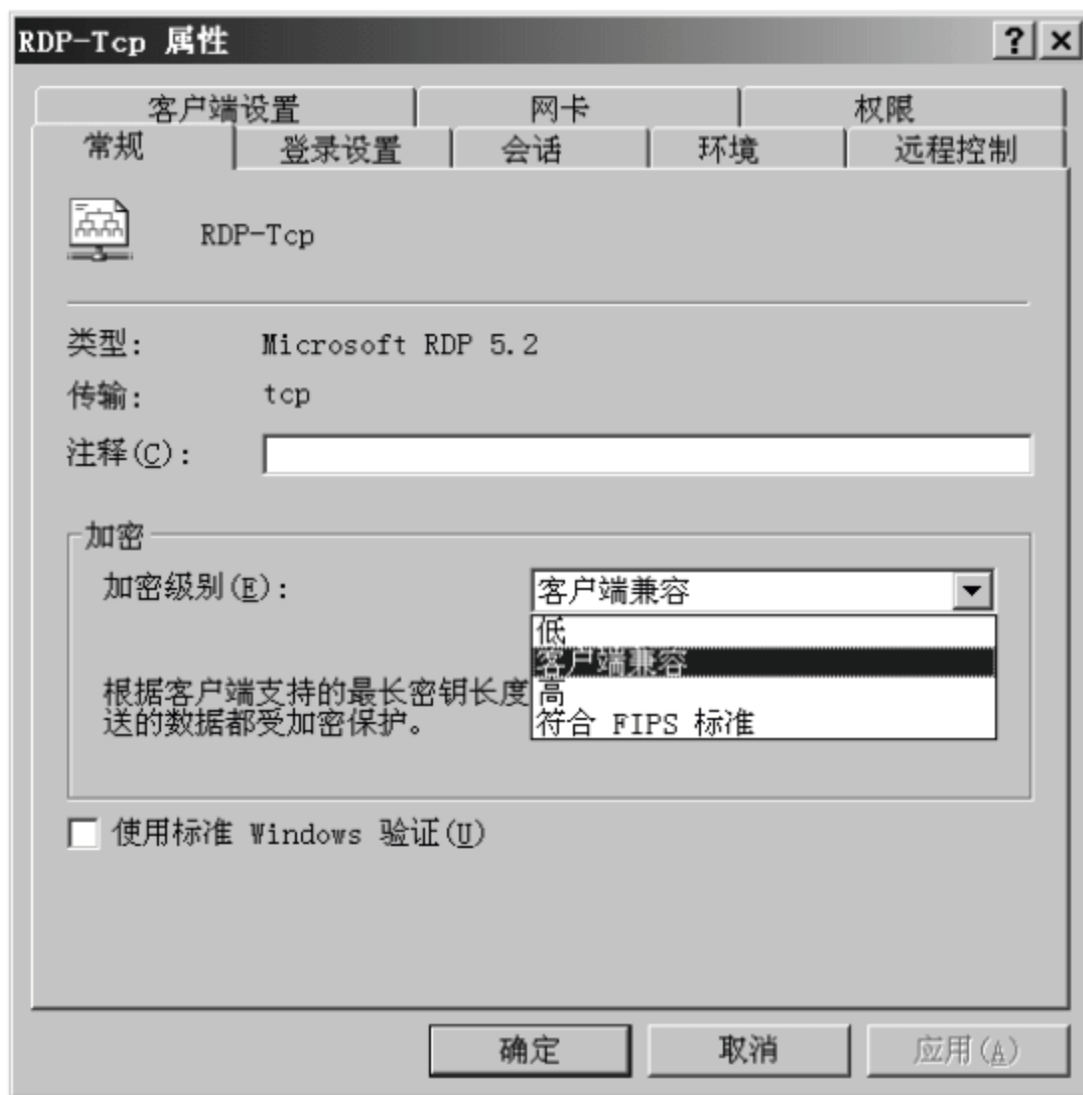 RDP-Tcp 属性
客户端设置 网卡 权限
常规 登录设置 会话 环境 远程控制
RDP-Tcp
类型: Microsoft RDP 5.2
传输: tcp
注释(C):
加密
加密级别(E): 客户端兼容
低
客户端兼容
根据客户端支持的最长密钥长度 高
送的数据都受加密保护。 符合 FIPS 标准
使用标准 Windows 验证(U)
确定 取消 应用(A)